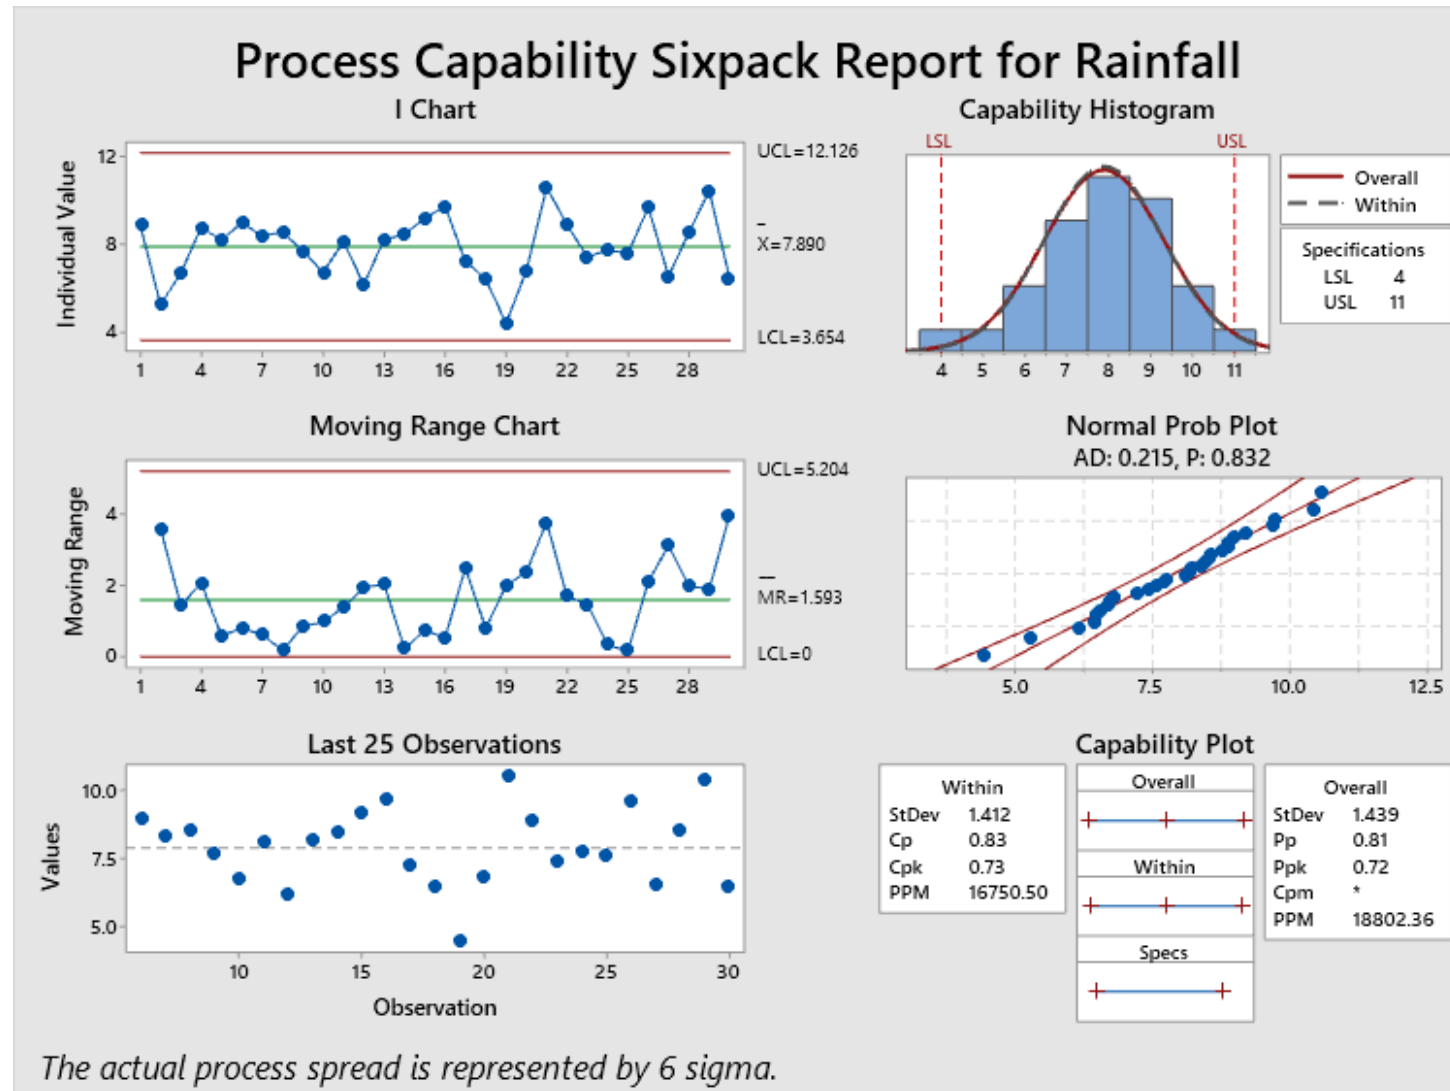 Process Capability Sixpack Report for Rainfall
I Chart
Individual Value
12
8
4
UCL=12.126
X=7.890
LCL=3.654
1 4 7 10 13 16 19 22 25 28
Capability Histogram
LSL USL
4 5 6 7 8 9 10 11
Overall
Within
Specifications
LSL 4
USL 11
Moving Range Chart
Moving Range
4
2
0
UCL=5.204
MR=1.593
LCL=0
1 4 7 10 13 16 19 22 25 28
Normal Prob Plot
AD: 0.215, P: 0.832
5.0 7.5 10.0 12.5
Last 25 Observations
Values
10.0
7.5
5.0
10 15 20 25 30
Observation
Capability Plot
Within
StDev 1.412
Cp 0.83
Cpk 0.73
PPM 16750.50
Overall
Within
Specs
Overall
StDev 1.439
Pp 0.81
Ppk 0.72
Cpm *
PPM 18802.36
The actual process spread is represented by 6 sigma.